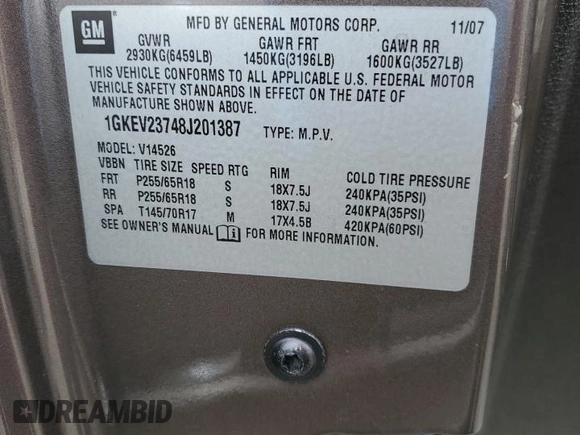 GM
MFD BY GENERAL MOTORS CORP. 11/07
GVWR GAWR FRT GAWR RR
2930KG(6459LB) 1450KG(3196LB) 1600KG(3527LB)
THIS VEHICLE CONFORMS TO ALL APPLICABLE U.S. FEDERAL MOTOR
VEHICLE SAFETY STANDARDS IN EFFECT ON THE DATE OF
MANUFACTURE SHOWN ABOVE.
1GKEV23748J201387 TYPE: M.P.V.
MODEL: V14526
VBBN TIRE SIZE SPEED RTG RIM COLD TIRE PRESSURE
FRT P255/65R18 S 18X7.5J 240KPA(35PSI)
RR P255/65R18 S 18X7.5J 240KPA(35PSI)
SPA T145/70R17 M 17X4.5B 420KPA(60PSI)
SEE OWNER'S MANUAL FOR MORE INFORMATION.
DREAMBID